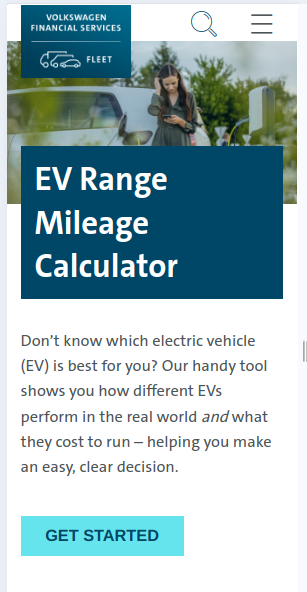 VOLKSWAGEN
FINANCIAL SERVICES
FLEET
EV Range
Mileage
Calculator
Don’t know which electric vehicle
(EV) is best for you? Our handy tool
shows you how different EVs
perform in the real world and what
they cost to run – helping you make
an easy, clear decision.
GET STARTED